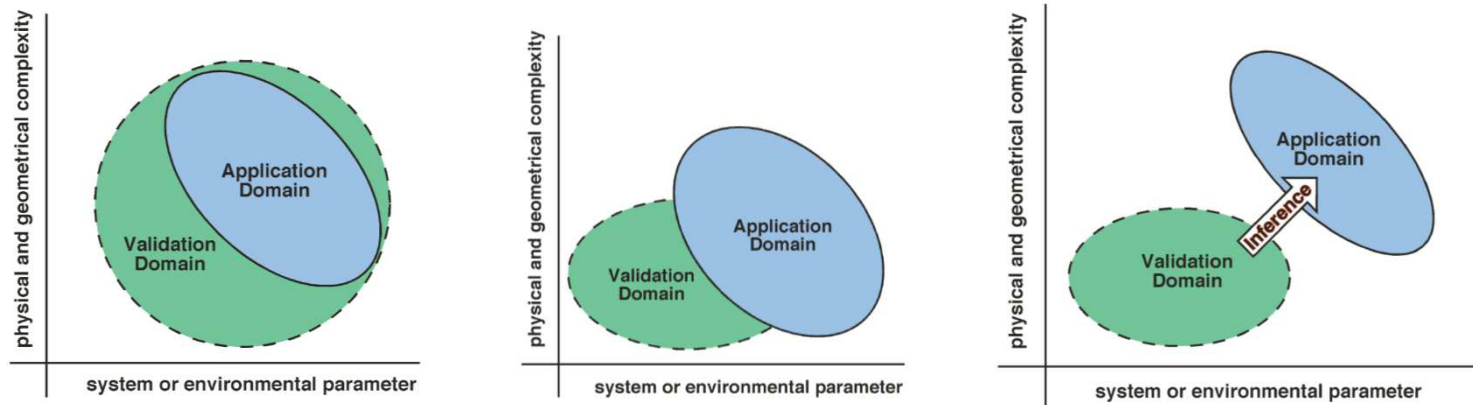 physical and geometrical complexity
Application
Domain
Validation
Domain
system or environmental parameter
physical and geometrical complexity
Application
Domain
Validation
Domain
system or environmental parameter
physical and geometrical complexity
Application
Domain
Inference
Validation
Domain
system or environmental parameter